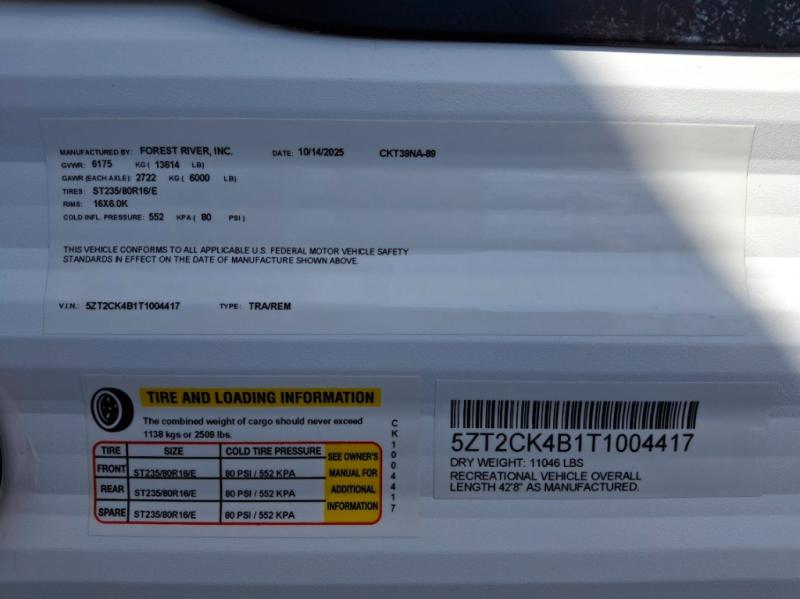 MANUFACTURED BY: FOREST RIVER, INC. DATE: 10/14/2025 CKT39NA-89
GVWR: 6175 KG ( 13614 LB)
GAWR (EACH AXLE): 2722 KG ( 6000 LB)
TIRES: ST235/80R16/E
RIMS: 16X6.0K
COLD INFL. PRESSURE: 552 KPA ( 80 PSI )
THIS VEHICLE CONFORMS TO ALL APPLICABLE U.S. FEDERAL MOTOR VEHICLE SAFETY
STANDARDS IN EFFECT ON THE DATE OF MANUFACTURE SHOWN ABOVE.
V.I.N.: 5ZT2CK4B1T1004417 TYPE: TRA/REM
TIRE AND LOADING INFORMATION
The combined weight of cargo should never exceed
1138 kgs or 2509 lbs.
TIRE SIZE COLD TIRE PRESSURE
FRONT ST235/80R16/E 80 PSI / 552 KPA
REAR ST235/80R16/E 80 PSI / 552 KPA
SPARE ST235/80R16/E 80 PSI / 552 KPA
SEE OWNER'S
MANUAL FOR
ADDITIONAL
INFORMATION
CK1004417
5ZT2CK4B1T1004417
DRY WEIGHT: 11046 LBS
RECREATIONAL VEHICLE OVERALL
LENGTH 42'8" AS MANUFACTURED.